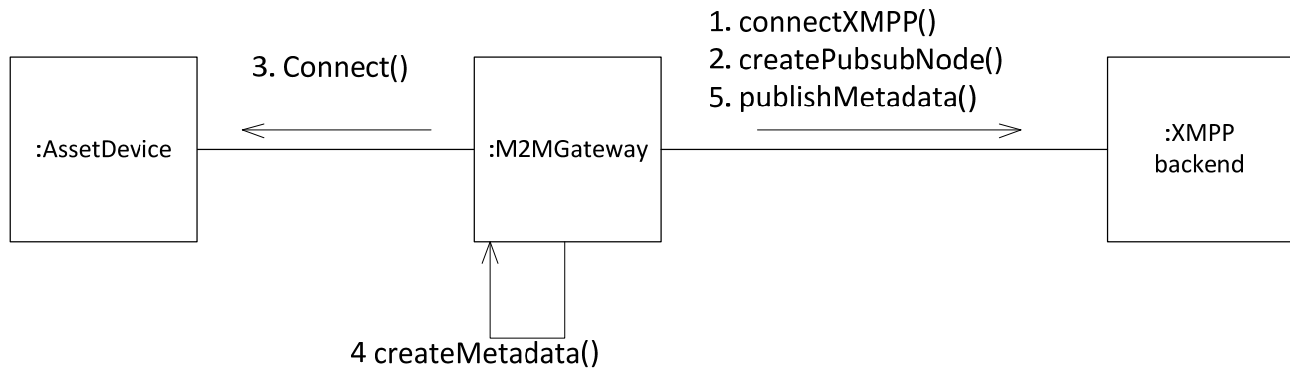 1. connectXMPP()
2. createPubsubNode()
5. publishMetadata()
3. Connect()
:AssetDevice
:M2MGateway
:XMPP
backend
4 createMetadata()